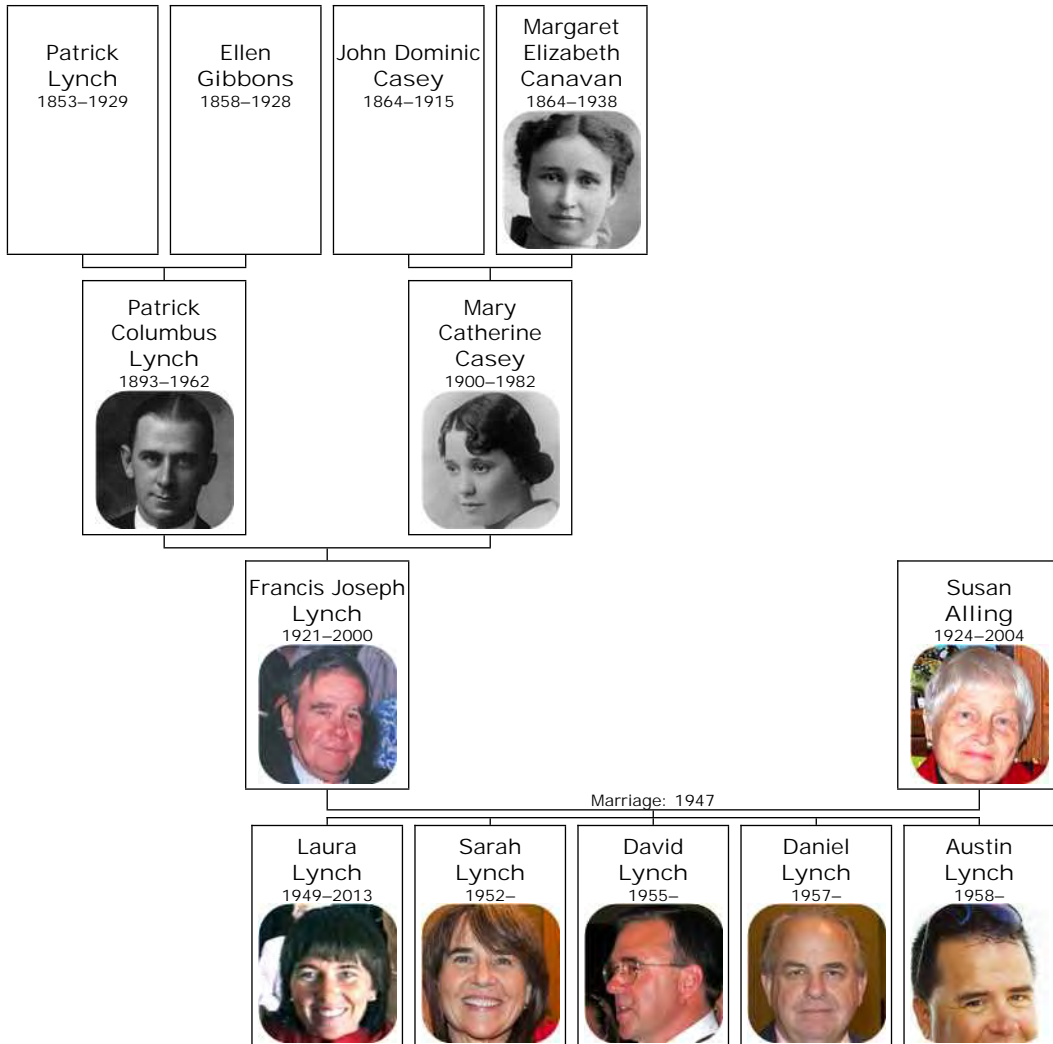 Patrick
Lynch
1853–1929
Ellen
Gibbons
1858–1928
John Dominic
Casey
1864–1915
Margaret
Elizabeth
Canavan
1864–1938
Patrick
Columbus
Lynch
1893–1962
Mary
Catherine
Casey
1900–1982
Francis Joseph
Lynch
1921–2000
Susan
Alling
1924–2004
Marriage: 1947
Laura
Lynch
1949–2013
Sarah
Lynch
1952–
David
Lynch
1955–
Daniel
Lynch
1957–
Austin
Lynch
1958–